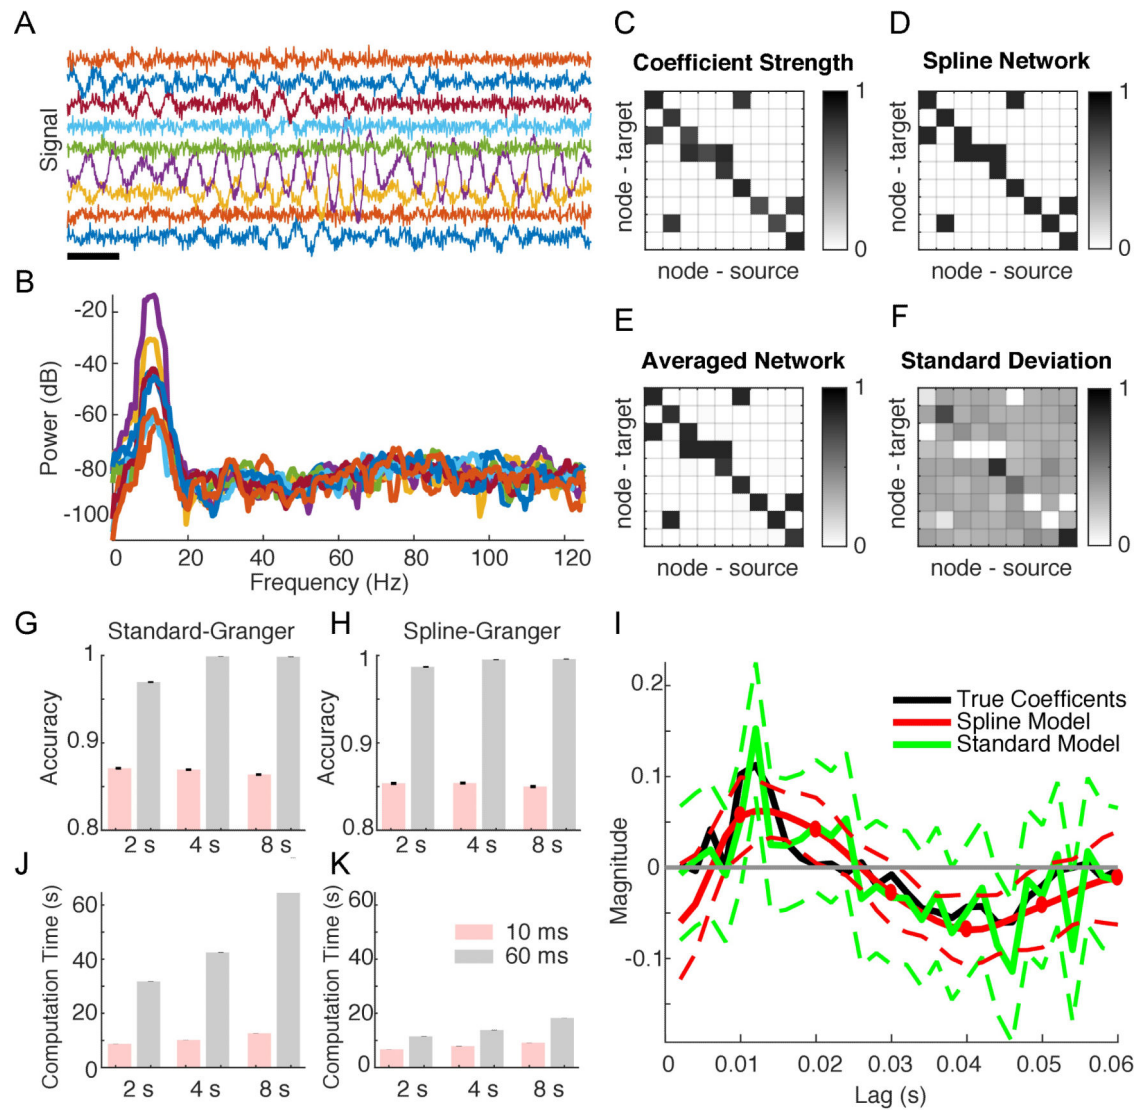 A
Signal
B
-20
-40
-60
-80
-100
Power (dB)
0 20 40 60 80 100 120
Frequency (Hz)
C
Coefficient Strength
node - target
node - source
1
0
D
Spline Network
node - target
node - source
1
0
E
Averaged Network
node - target
node - source
1
0
F
Standard Deviation
node - target
node - source
1
0
G
Standard-Granger
Accuracy
1
0.9
0.8
2 s 4 s 8 s
H
Spline-Granger
Accuracy
1
0.9
0.8
2 s 4 s 8 s
I
True Coefficents
Spline Model
Standard Model
Magnitude
0.2
0.1
0
-0.1
0 0.01 0.02 0.03 0.04 0.05 0.06
Lag (s)
J
Computation Time (s)
60
40
20
0
2 s 4 s 8 s
K
Computation Time (s)
60
40
20
0
10 ms
60 ms
2 s 4 s 8 s